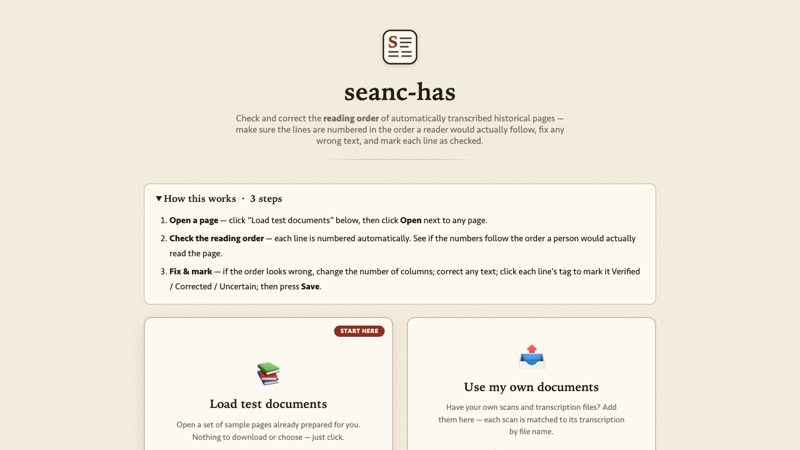 S
seanc-has
Check and correct the reading order of automatically transcribed historical pages —
make sure the lines are numbered in the order a reader would actually follow, fix any
wrong text, and mark each line as checked.
▼ How this works · 3 steps
1. Open a page — click “Load test documents” below, then click Open next to any page.
2. Check the reading order — each line is numbered automatically. See if the numbers follow the order a person would actually
read the page.
3. Fix & mark — if the order looks wrong, change the number of columns; correct any text; click each line’s tag to mark it Verified
/ Corrected / Uncertain; then press Save.
START HERE
Load test documents
Open a set of sample pages already prepared for you.
Nothing to download or choose — just click.
Use my own documents
Have your own scans and transcription files? Add
them here — each scan is matched to its transcription
by file name.